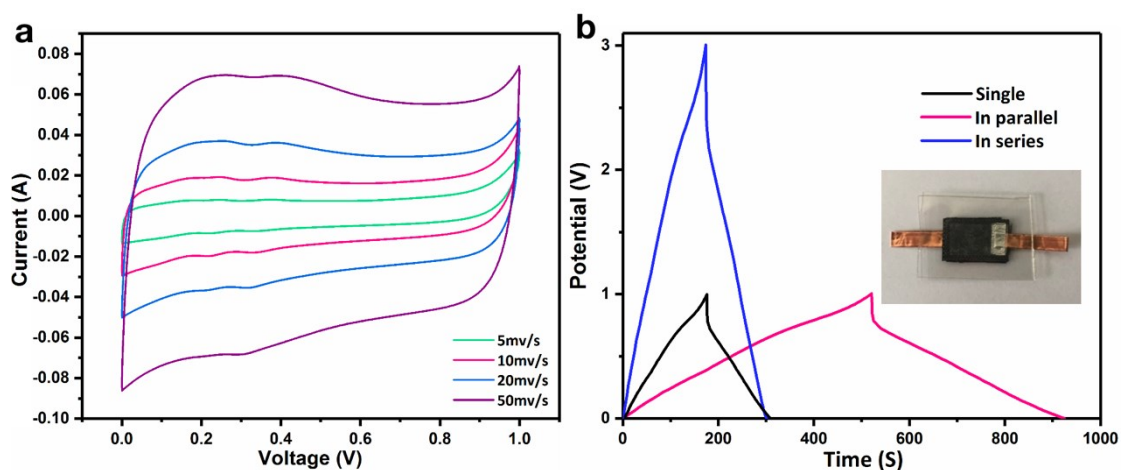 a
0.08
0.06
0.04
0.02
0.00
-0.02
-0.04
-0.06
-0.08
-0.10
Current (A)
0.0 0.2 0.4 0.6 0.8 1.0
Voltage (V)
5mv/s
10mv/s
20mv/s
50mv/s
b
3
2
1
0
Potential (V)
0 200 400 600 800 1000
Time (S)
Single
In parallel
In series